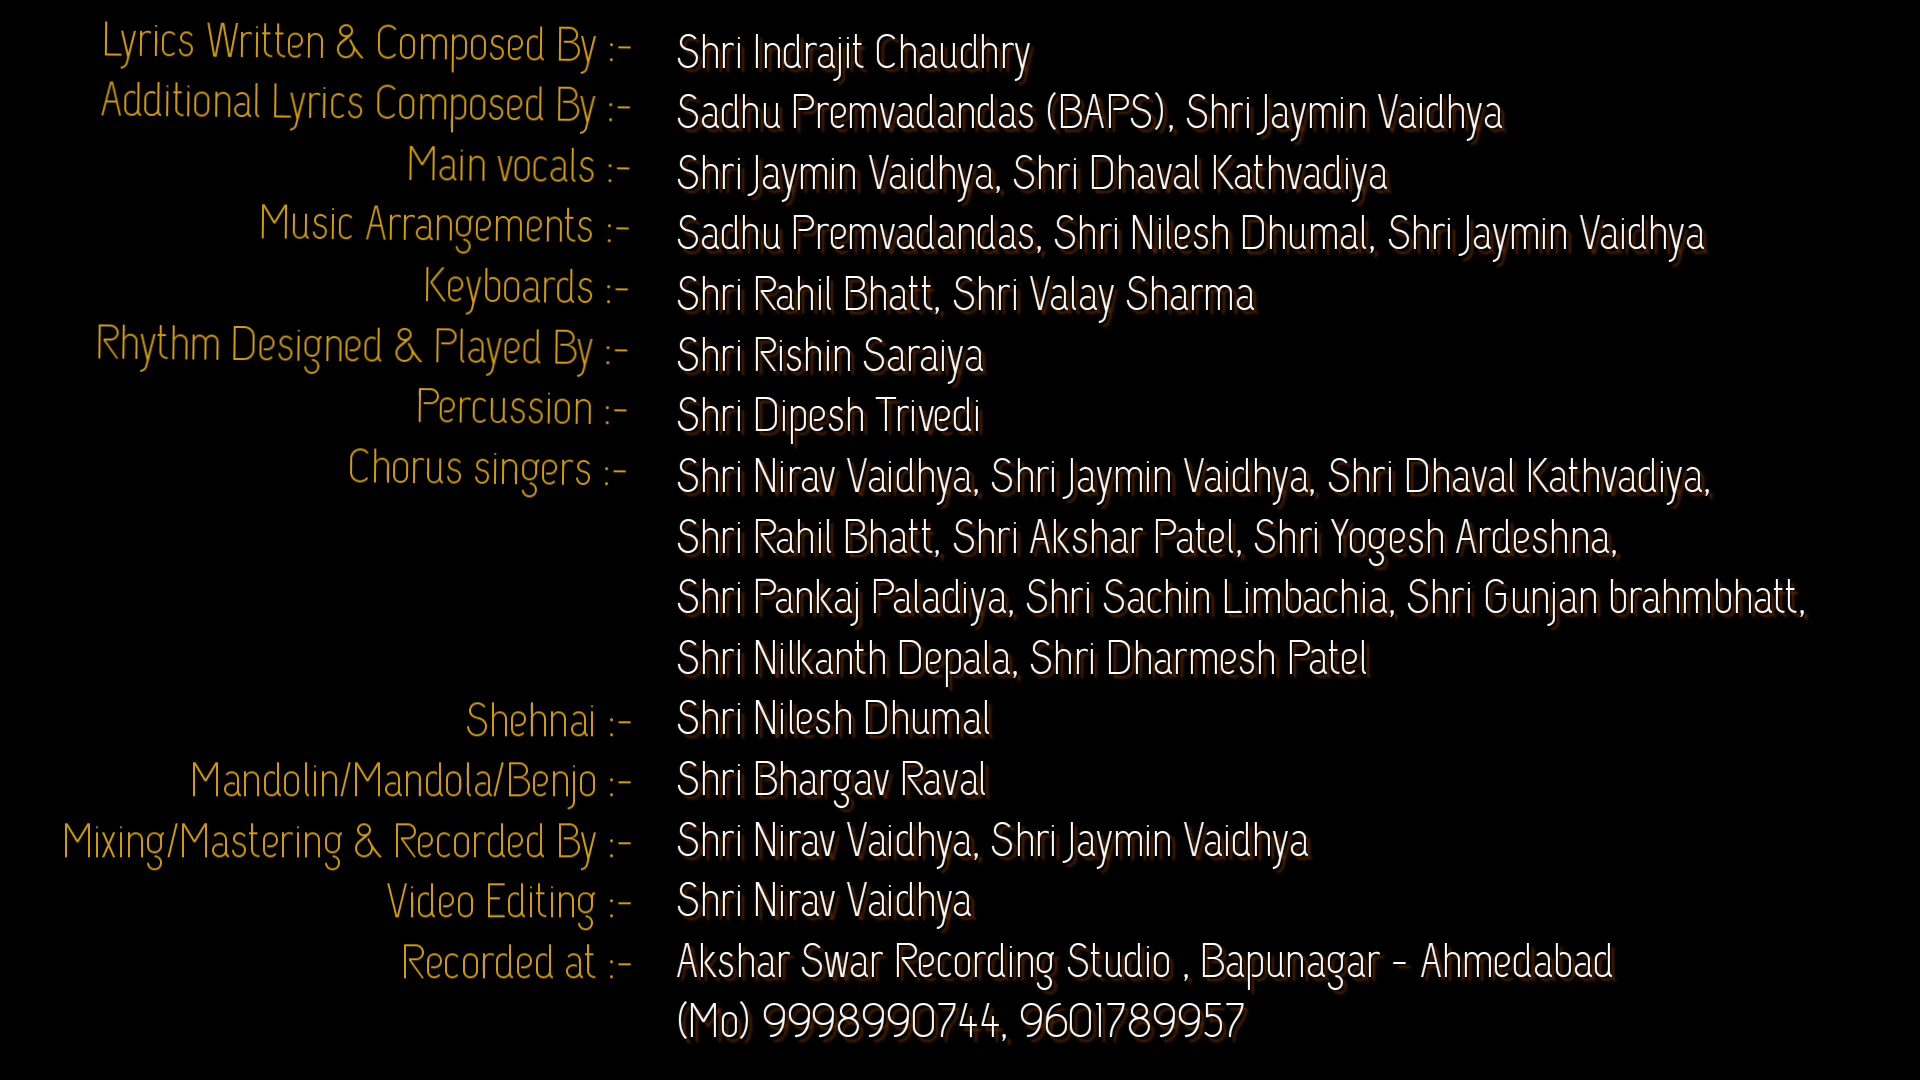 Lyrics Written & Composed By :- Shri Indrajit Chaudhry
Additional Lyrics Composed By :- Sadhu Premvadandas (BAPS), Shri Jaymin Vaidhya
Main vocals :- Shri Jaymin Vaidhya, Shri Dhaval Kathvadiya
Music Arrangements :- Sadhu Premvadandas, Shri Nilesh Dhumal, Shri Jaymin Vaidhya
Keyboards :- Shri Rahil Bhatt, Shri Valay Sharma
Rhythm Designed & Played By :- Shri Rishin Saraiya
Percussion :- Shri Dipesh Trivedi
Chorus singers :- Shri Nirav Vaidhya, Shri Jaymin Vaidhya, Shri Dhaval Kathvadiya,
Shri Rahil Bhatt, Shri Akshar Patel, Shri Yogesh Ardeshna,
Shri Pankaj Paladiya, Shri Sachin Limbachia, Shri Gunjan brahmbhatt,
Shri Nilkanth Depala, Shri Dharmesh Patel
Shehnai :- Shri Nilesh Dhumal
Mandolin/Mandola/Benjo :- Shri Bhargav Raval
Mixing/Mastering & Recorded By :- Shri Nirav Vaidhya, Shri Jaymin Vaidhya
Video Editing :- Shri Nirav Vaidhya
Recorded at :- Akshar Swar Recording Studio , Bapunagar - Ahmedabad
(Mo) 9998990744, 9601789957